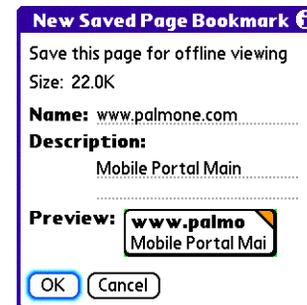 New Saved Page Bookmark
Save this page for offline viewing
Size: 22.0K
Name: www.palmone.com
Description:
Mobile Portal Main
Preview: www.palmo
Mobile Portal Mai
OK Cancel